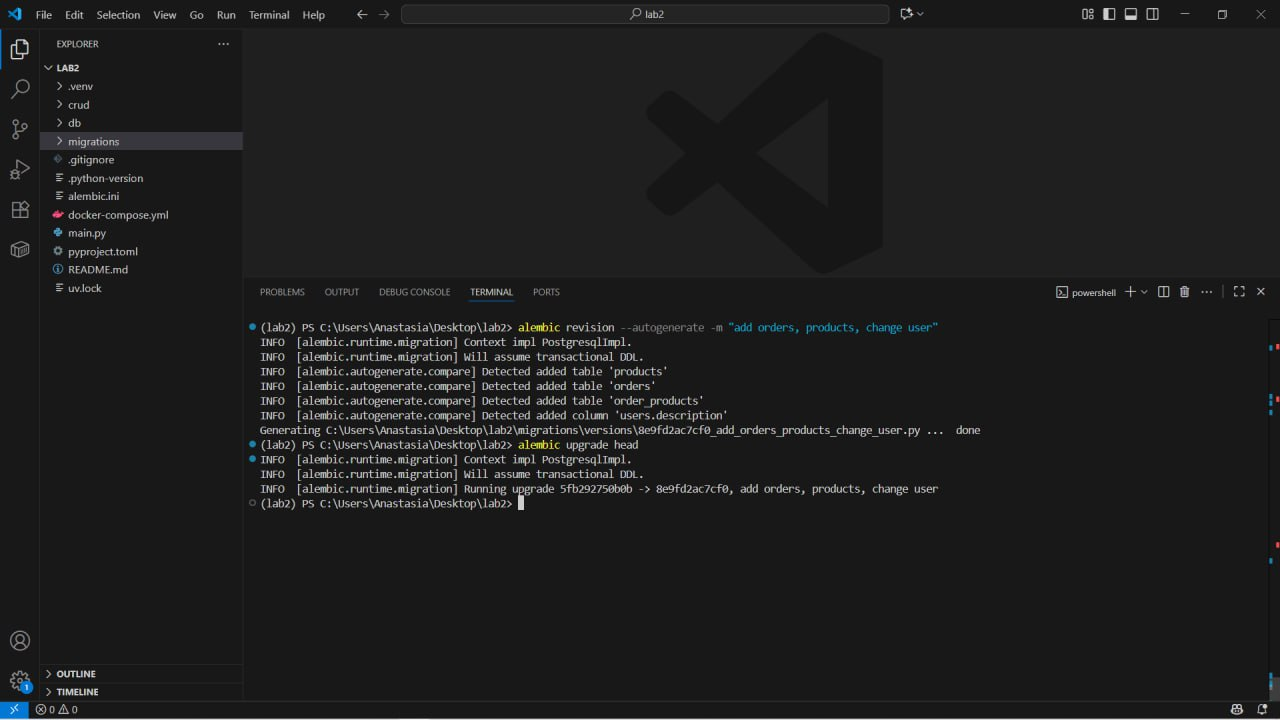 File Edit Selection View Go Run Terminal Help
lab2
EXPLORER
LAB2
.venv
crud
db
migrations
.gitignore
.python-version
alembic.ini
docker-compose.yml
main.py
pyproject.toml
README.md
uv.lock
PROBLEMS OUTPUT DEBUG CONSOLE TERMINAL PORTS
powershell
(lab2) PS C:\Users\Anastasia\Desktop\lab2> alembic revision --autogenerate -m "add orders, products, change user"
INFO  [alembic.runtime.migration] Context impl PostgresqlImpl.
INFO  [alembic.runtime.migration] Will assume transactional DDL.
INFO  [alembic.autogenerate.compare] Detected added table 'products'
INFO  [alembic.autogenerate.compare] Detected added table 'orders'
INFO  [alembic.autogenerate.compare] Detected added table 'order_products'
INFO  [alembic.autogenerate.compare] Detected added column 'users.description'
Generating C:\Users\Anastasia\Desktop\lab2\migrations\versions\8e9fd2ac7cf0_add_orders_products_change_user.py ...  done
(lab2) PS C:\Users\Anastasia\Desktop\lab2> alembic upgrade head
INFO  [alembic.runtime.migration] Context impl PostgresqlImpl.
INFO  [alembic.runtime.migration] Will assume transactional DDL.
INFO  [alembic.runtime.migration] Running upgrade 5fb292750b0b -> 8e9fd2ac7cf0, add orders, products, change user
(lab2) PS C:\Users\Anastasia\Desktop\lab2>
OUTLINE
TIMELINE
1
0 0